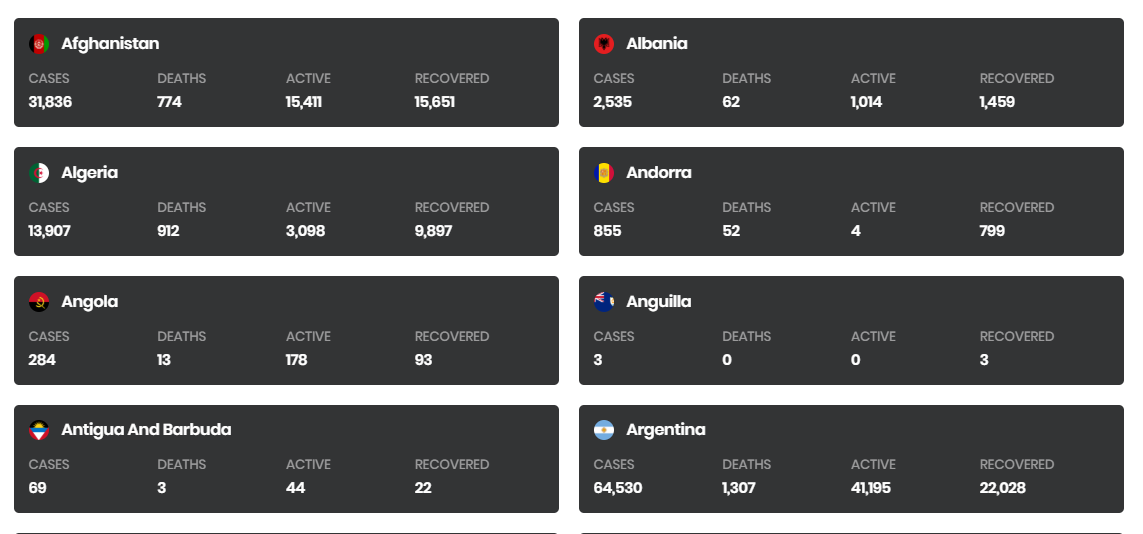 Afghanistan
CASES DEATHS ACTIVE RECOVERED
31,836 774 15,411 15,651
Albania
CASES DEATHS ACTIVE RECOVERED
2,535 62 1,014 1,459
Algeria
CASES DEATHS ACTIVE RECOVERED
13,907 912 3,098 9,897
Andorra
CASES DEATHS ACTIVE RECOVERED
855 52 4 799
Angola
CASES DEATHS ACTIVE RECOVERED
284 13 178 93
Anguilla
CASES DEATHS ACTIVE RECOVERED
3 0 0 3
Antigua And Barbuda
CASES DEATHS ACTIVE RECOVERED
69 3 44 22
Argentina
CASES DEATHS ACTIVE RECOVERED
64,530 1,307 41,195 22,028